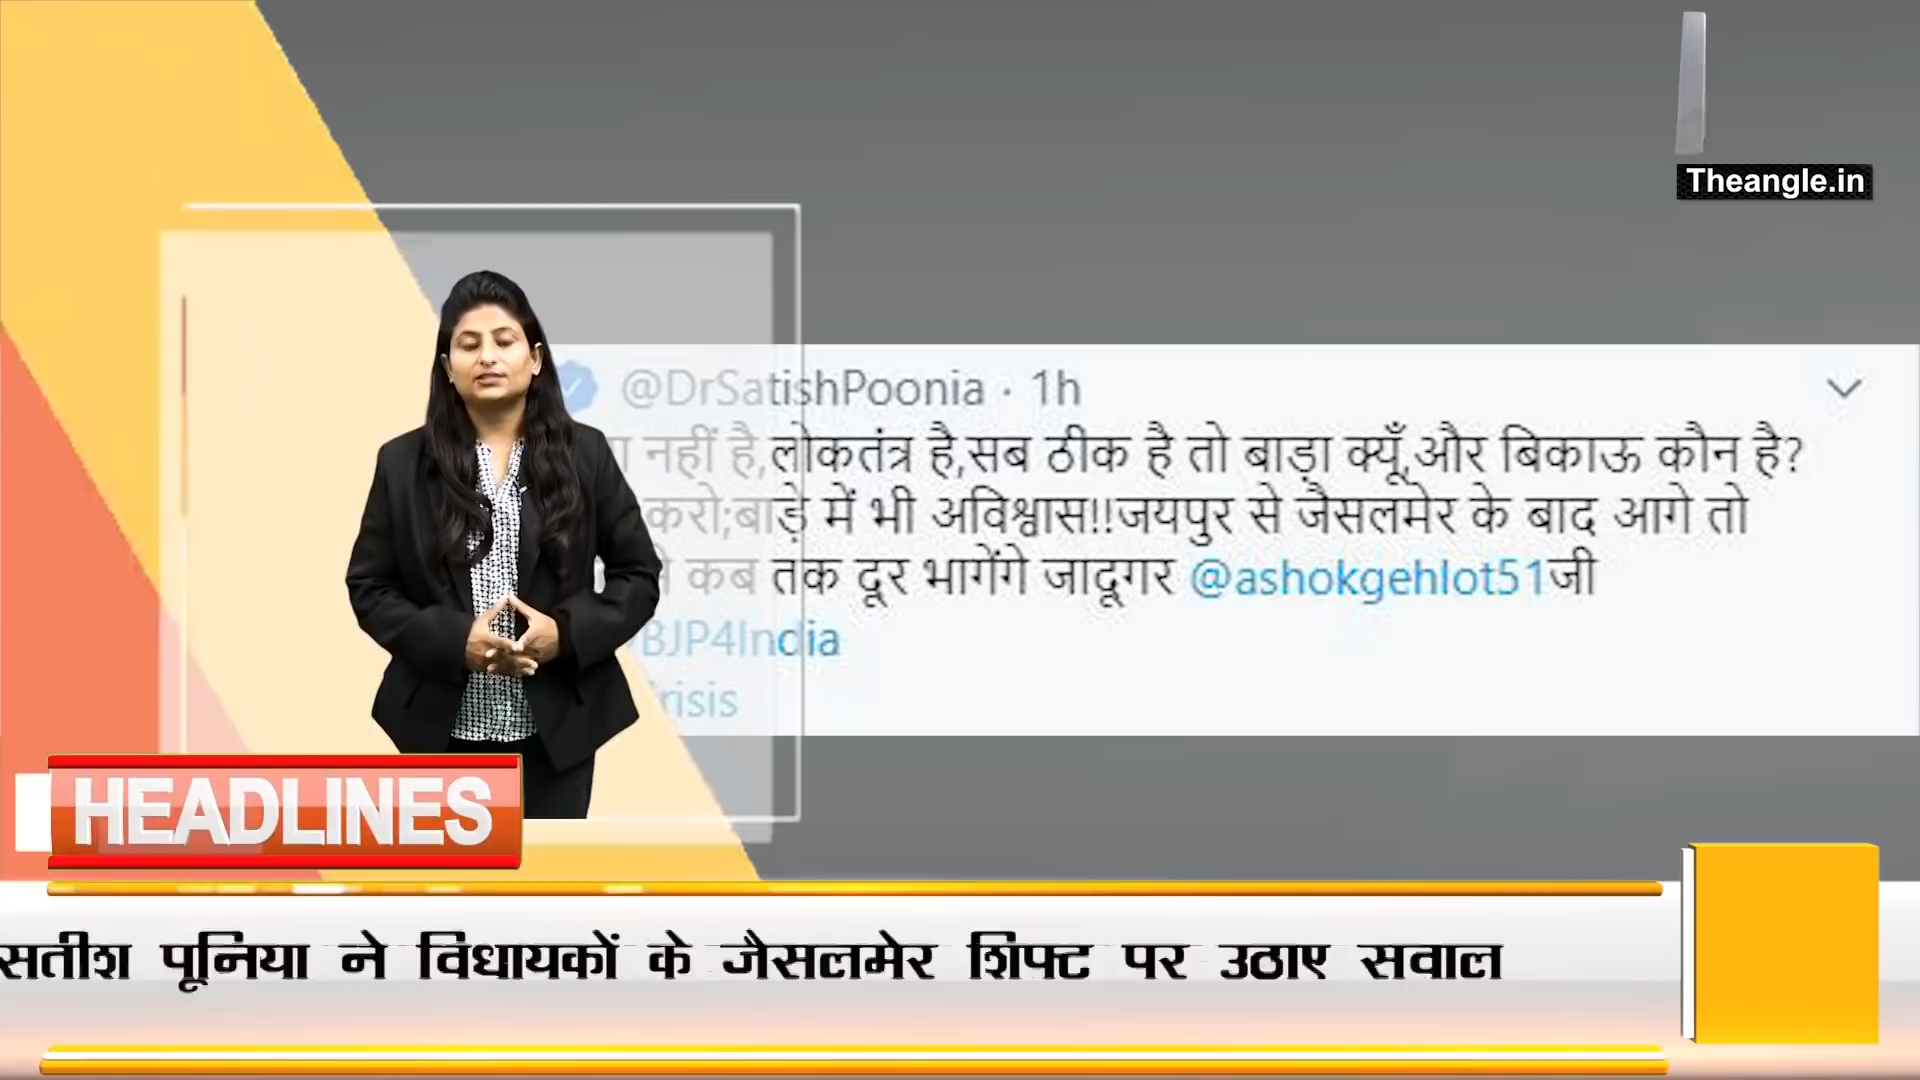 Theangle.in
@DrSatishPoonia · 1h
नहीं है,लोकतंत्र है,सब ठीक है तो बाड़ा क्यूँ,और बिकाऊ कौन है?
करो;बाड़े में भी अविश्वास!!जयपुर से जैसलमेर के बाद आगे तो
कब तक दूर भागेंगे जादूगर @ashokgehlot51जी
BJP4India
risis
HEADLINES
सतीश पूनिया ने विधायकों के जैसलमेर शिफ्ट पर उठाए सवाल